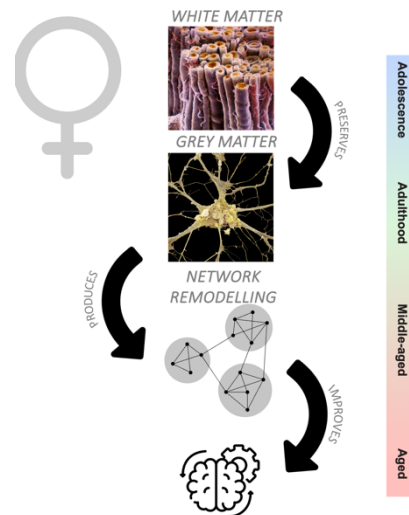 WHITE MATTER
PRESERVES
GREY MATTER
PRODUCES
NETWORK
REMODELLING
IMPROVES
Adolescence
Adulthood
Middle-aged
Aged